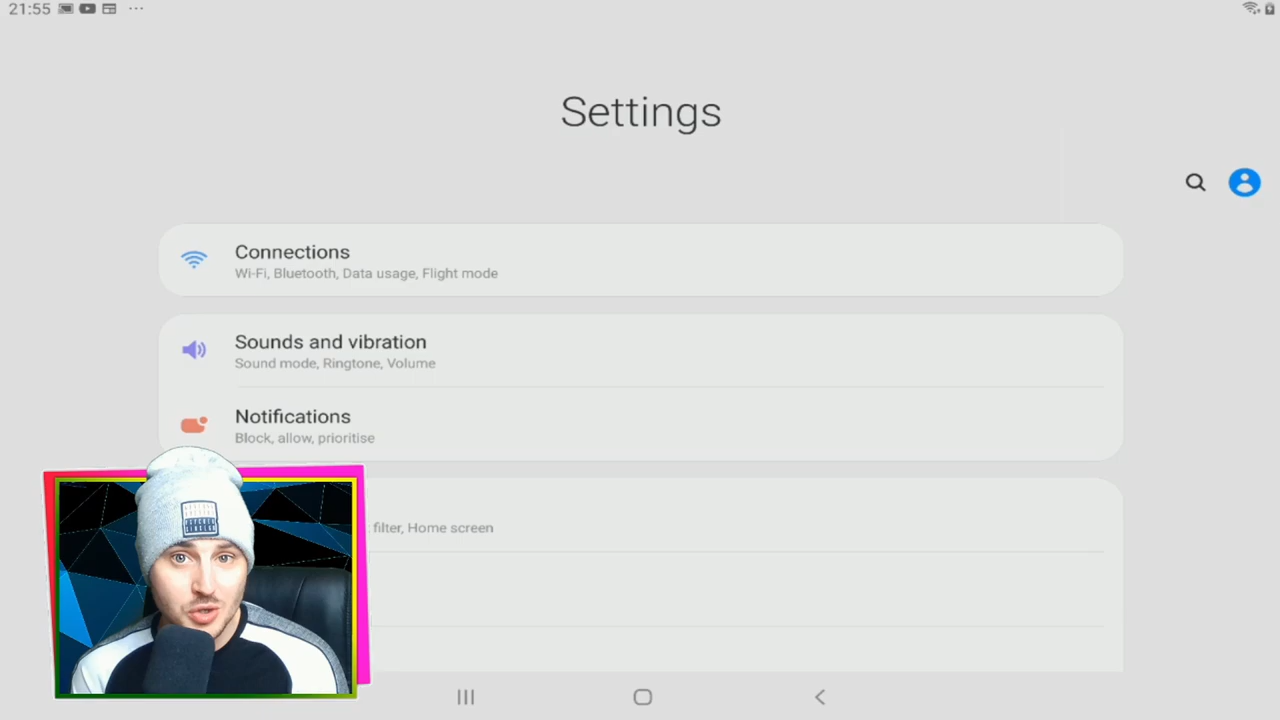 21:55
Settings
Connections
Wi-Fi, Bluetooth, Data usage, Flight mode
Sounds and vibration
Sound mode, Ringtone, Volume
Notifications
Block, allow, prioritise
filter, Home screen